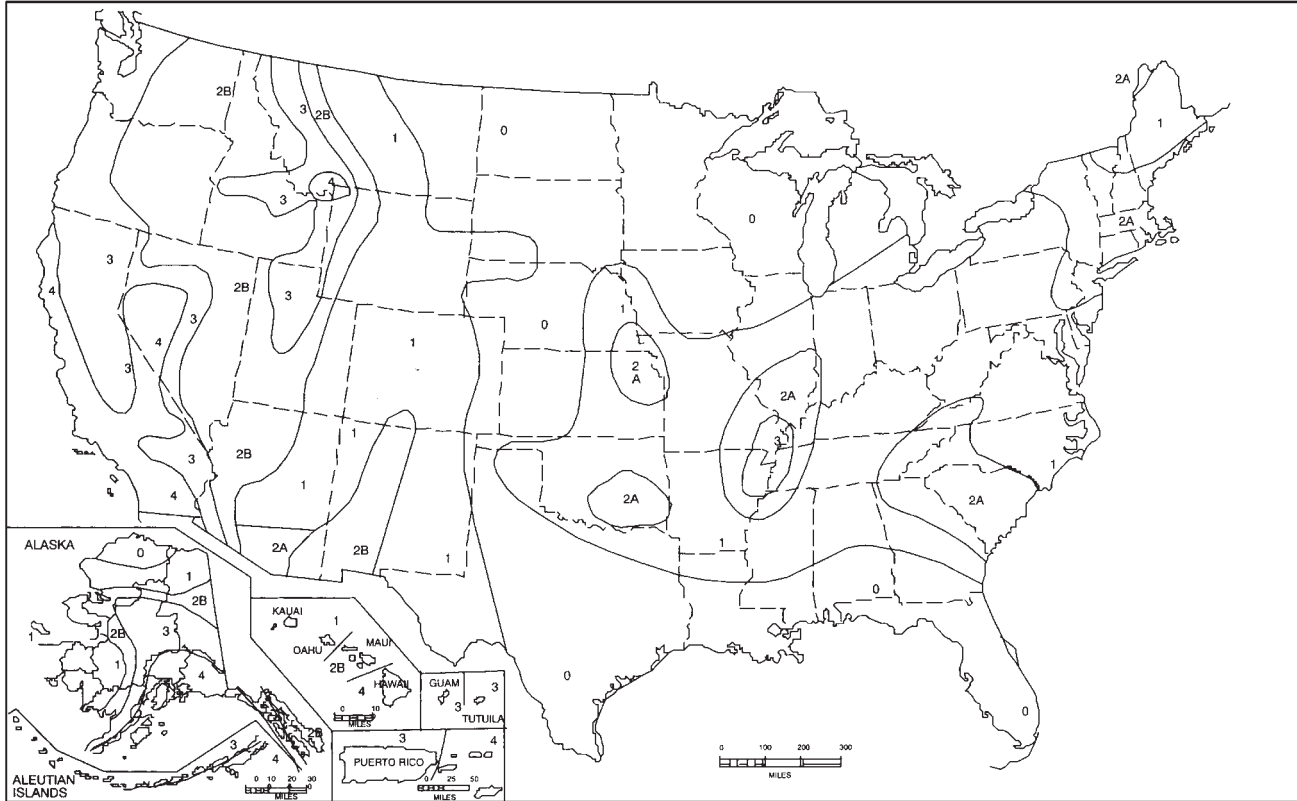 2B
3
2B
1
0
2A
1
4
3
0
2A
3
4
2B
3
3
1
0
1
4
3
2
A
2A
3
1
2B
3
1
3
4
1
2A
2A
2A
2B
1
1
0
0
0
ALASKA
0
1
2B
2B
3
1
1
4
2B
3
4
ALEUTIAN
ISLANDS
0 10 20 30
MILES
KAUAI
1
OAHU
MAUI
2B
4
HAWAII
0 10
MILES
GUAM
3
3
TUTUILA
3
4
PUERTO RICO
0 25 50
MILES
0 100 200 300
MILES